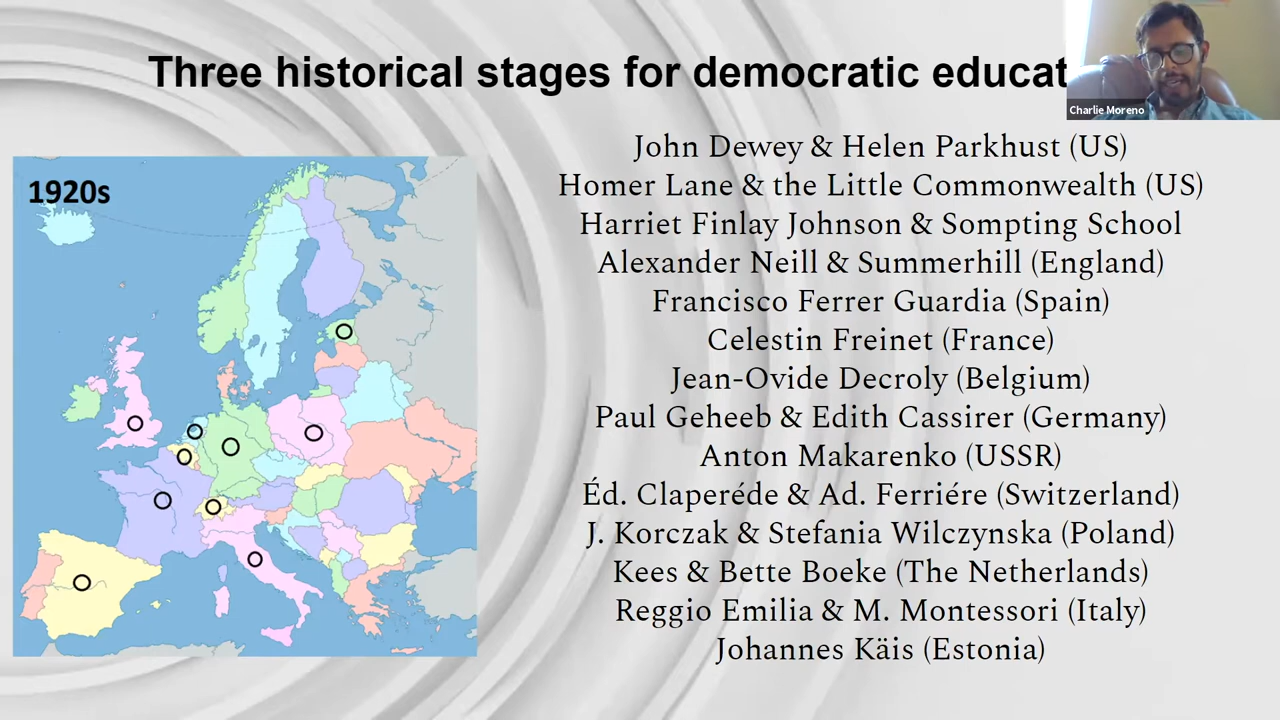 Three historical stages for democratic educat
Charlie Moreno
1920s
John Dewey & Helen Parkhust (US)
Homer Lane & the Little Commonwealth (US)
Harriet Finlay Johnson & Sompting School
Alexander Neill & Summerhill (England)
Francisco Ferrer Guardia (Spain)
Celestin Freinet (France)
Jean-Ovide Decroly (Belgium)
Paul Geheeb & Edith Cassirer (Germany)
Anton Makarenko (USSR)
Éd. Claperéde & Ad. Ferriére (Switzerland)
J. Korczak & Stefania Wilczynska (Poland)
Kees & Bette Boeke (The Netherlands)
Reggio Emilia & M. Montessori (Italy)
Johannes Käis (Estonia)